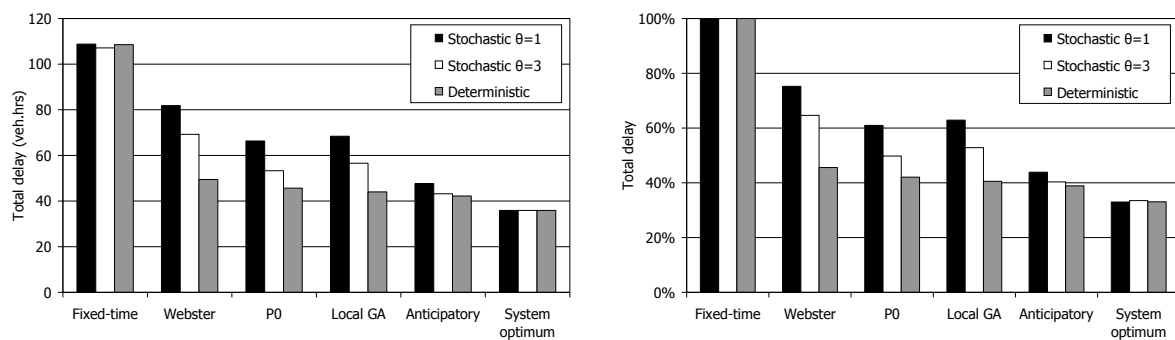 Total delay (veh.hrs)
120
100
80
60
40
20
0
Stochastic θ=1
Stochastic θ=3
Deterministic
Fixed-time Webster P0 Local GA Anticipatory System
optimum
Total delay
100%
80%
60%
40%
20%
0%
Stochastic θ=1
Stochastic θ=3
Deterministic
Fixed-time Webster P0 Local GA Anticipatory System
optimum